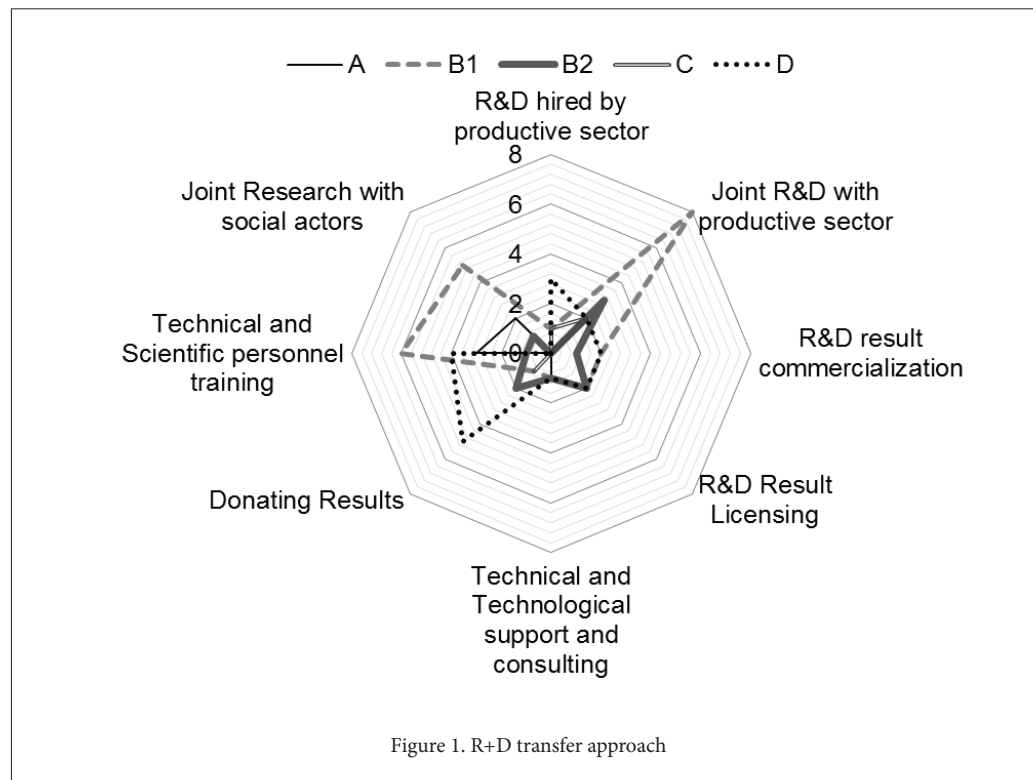 A B1 B2 C D
R&D hired by
productive sector
8
Joint Research with
social actors
Joint R&D with
productive sector
6
4
2
0
Technical and
Scientific personnel
training
R&D result
commercialization
Donating Results
R&D Result
Licensing
Technical and
Technological
support and
consulting
Figure 1. R+D transfer approach